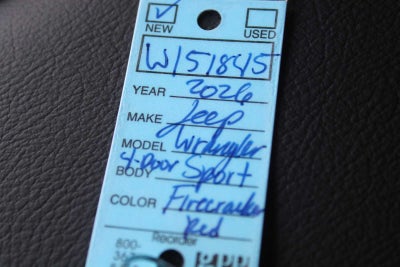 NEW USED
W151845
YEAR 2026
MAKE Jeep
MODEL Wrangler
BODY 4-Door Sport
COLOR Firecracker
Red
Reorder
800-